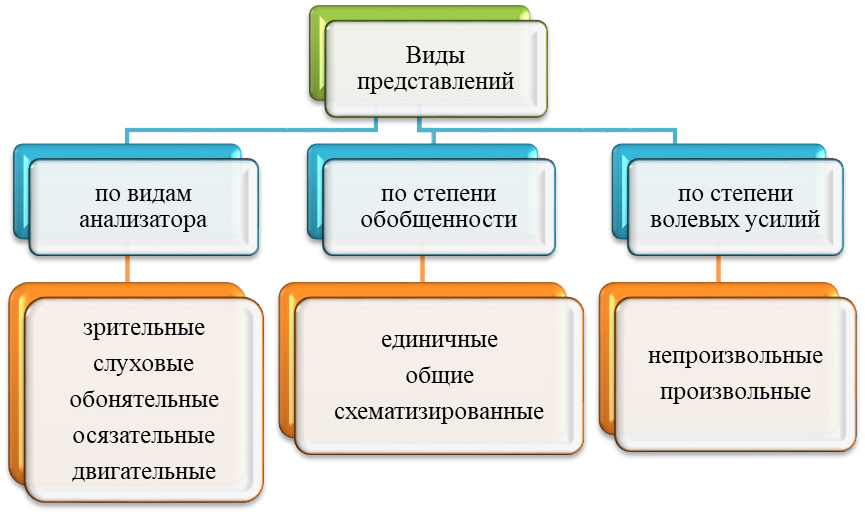 Виды
представлений
по видам
анализатора
по степени
обобщенности
по степени
волевых усилий
зрительные
слуховые
обонятельные
осязательные
двигательные
единичные
общие
схематизированные
непроизвольные
произвольные